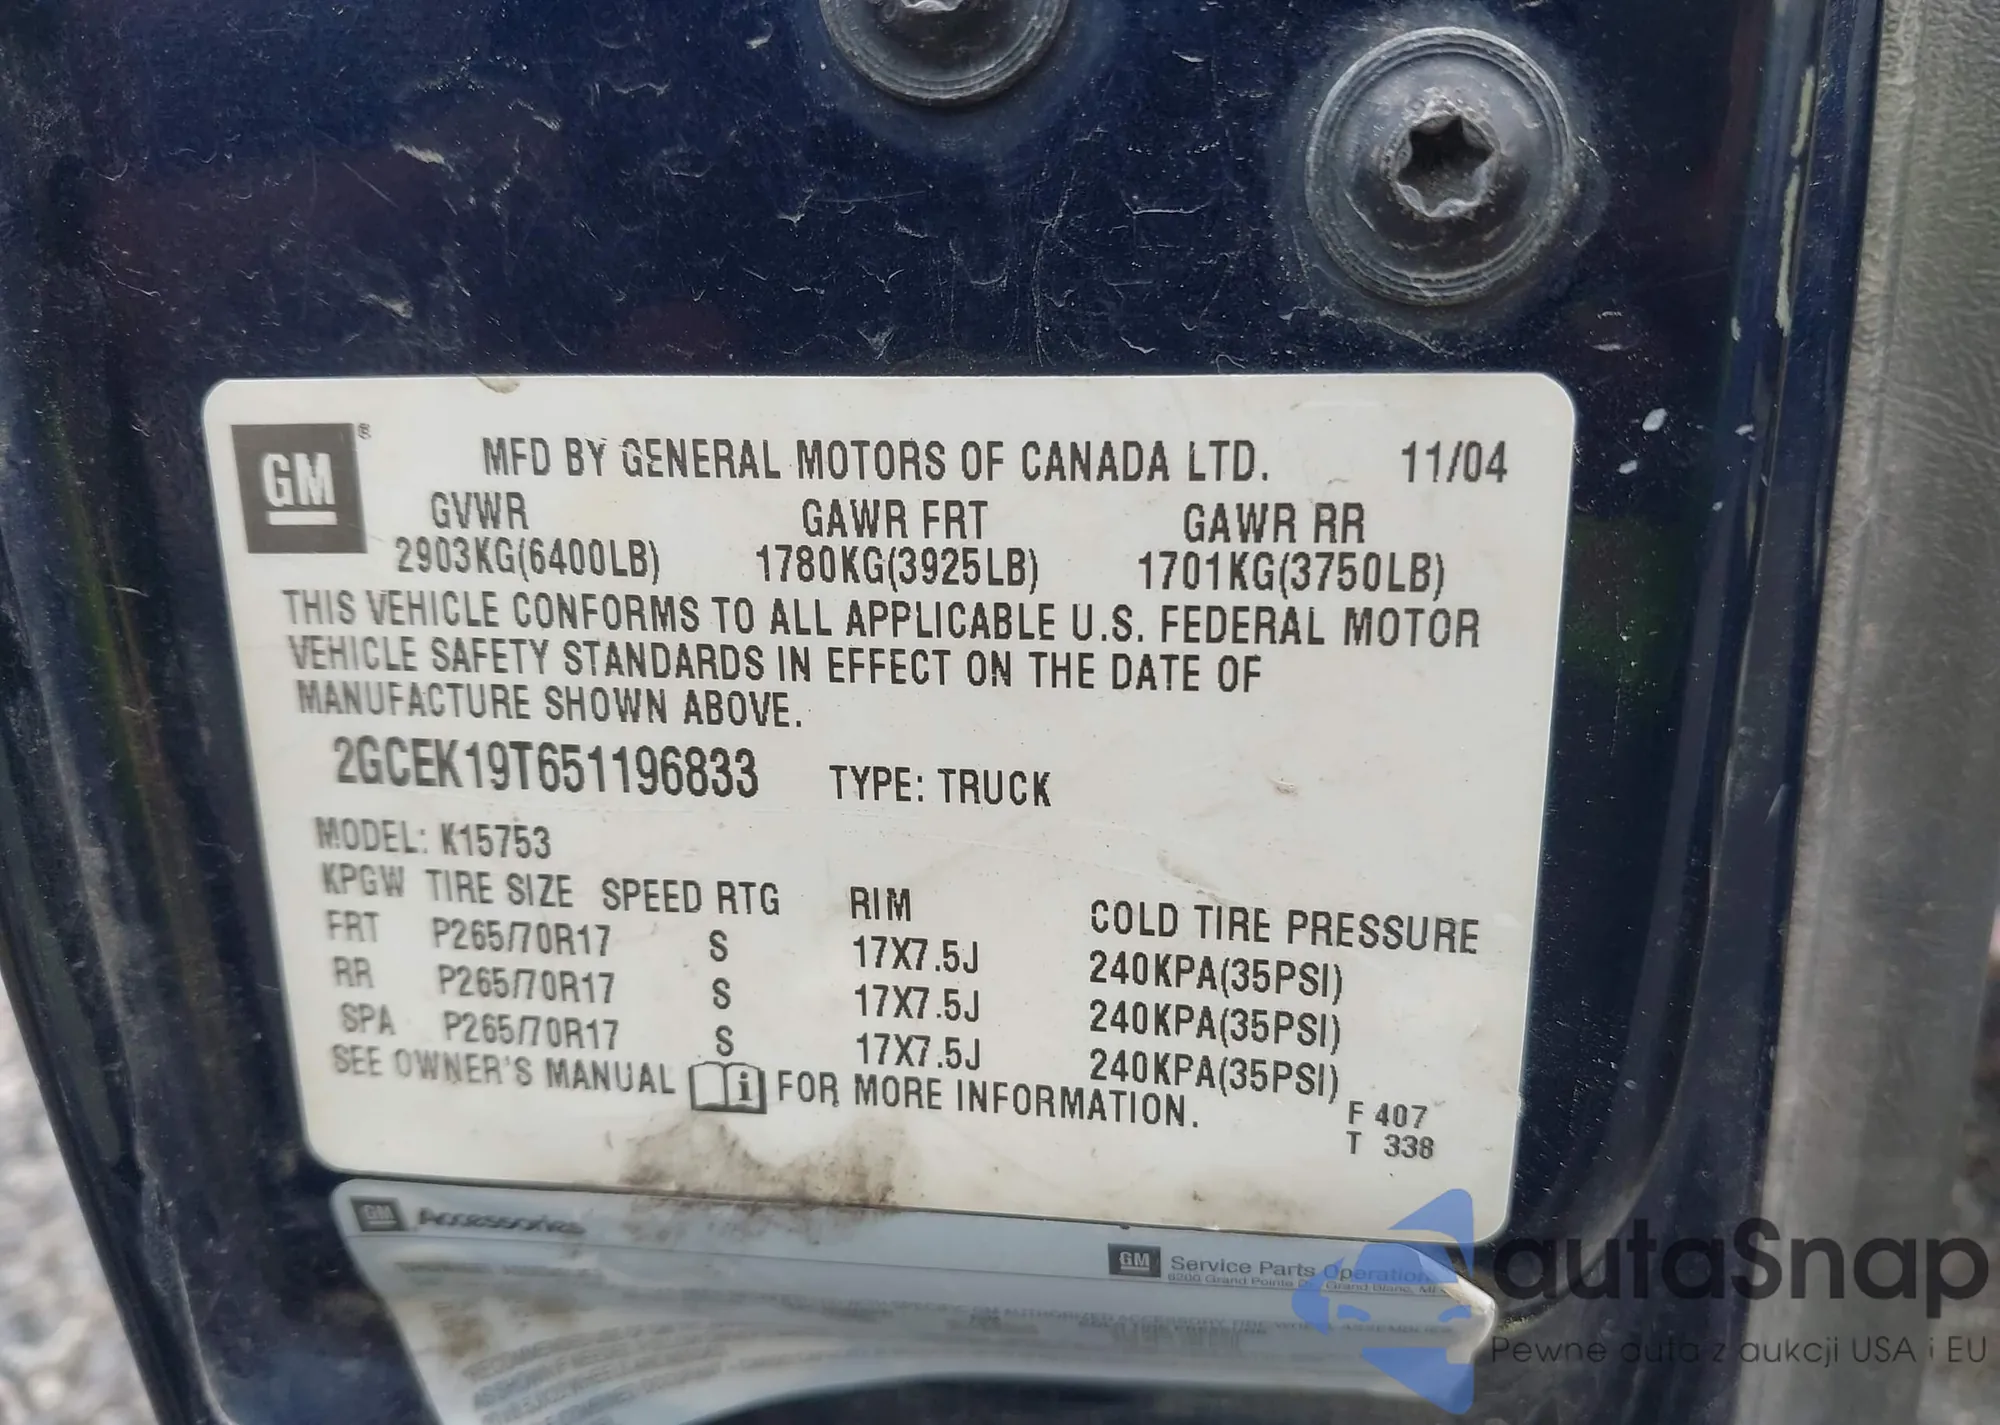 GM®
MFD BY GENERAL MOTORS OF CANADA LTD. 11/04
GVWR GAWR FRT GAWR RR
2903KG(6400LB) 1780KG(3925LB) 1701KG(3750LB)
THIS VEHICLE CONFORMS TO ALL APPLICABLE U.S. FEDERAL MOTOR
VEHICLE SAFETY STANDARDS IN EFFECT ON THE DATE OF
MANUFACTURE SHOWN ABOVE.
2GCEK19T651196833 TYPE: TRUCK
MODEL: K15753
KPGW TIRE SIZE SPEED RTG RIM COLD TIRE PRESSURE
FRT P265/70R17 S 17X7.5J 240KPA(35PSI)
RR P265/70R17 S 17X7.5J 240KPA(35PSI)
SPA P265/70R17 S 17X7.5J 240KPA(35PSI)
SEE OWNER'S MANUAL i FOR MORE INFORMATION.
F 407
T 338
GM Accessories
GM Service Parts Operation
6200 Grand Pointe Grand Blanc,
autaSnap
Pewne auta z aukcji USA i EU